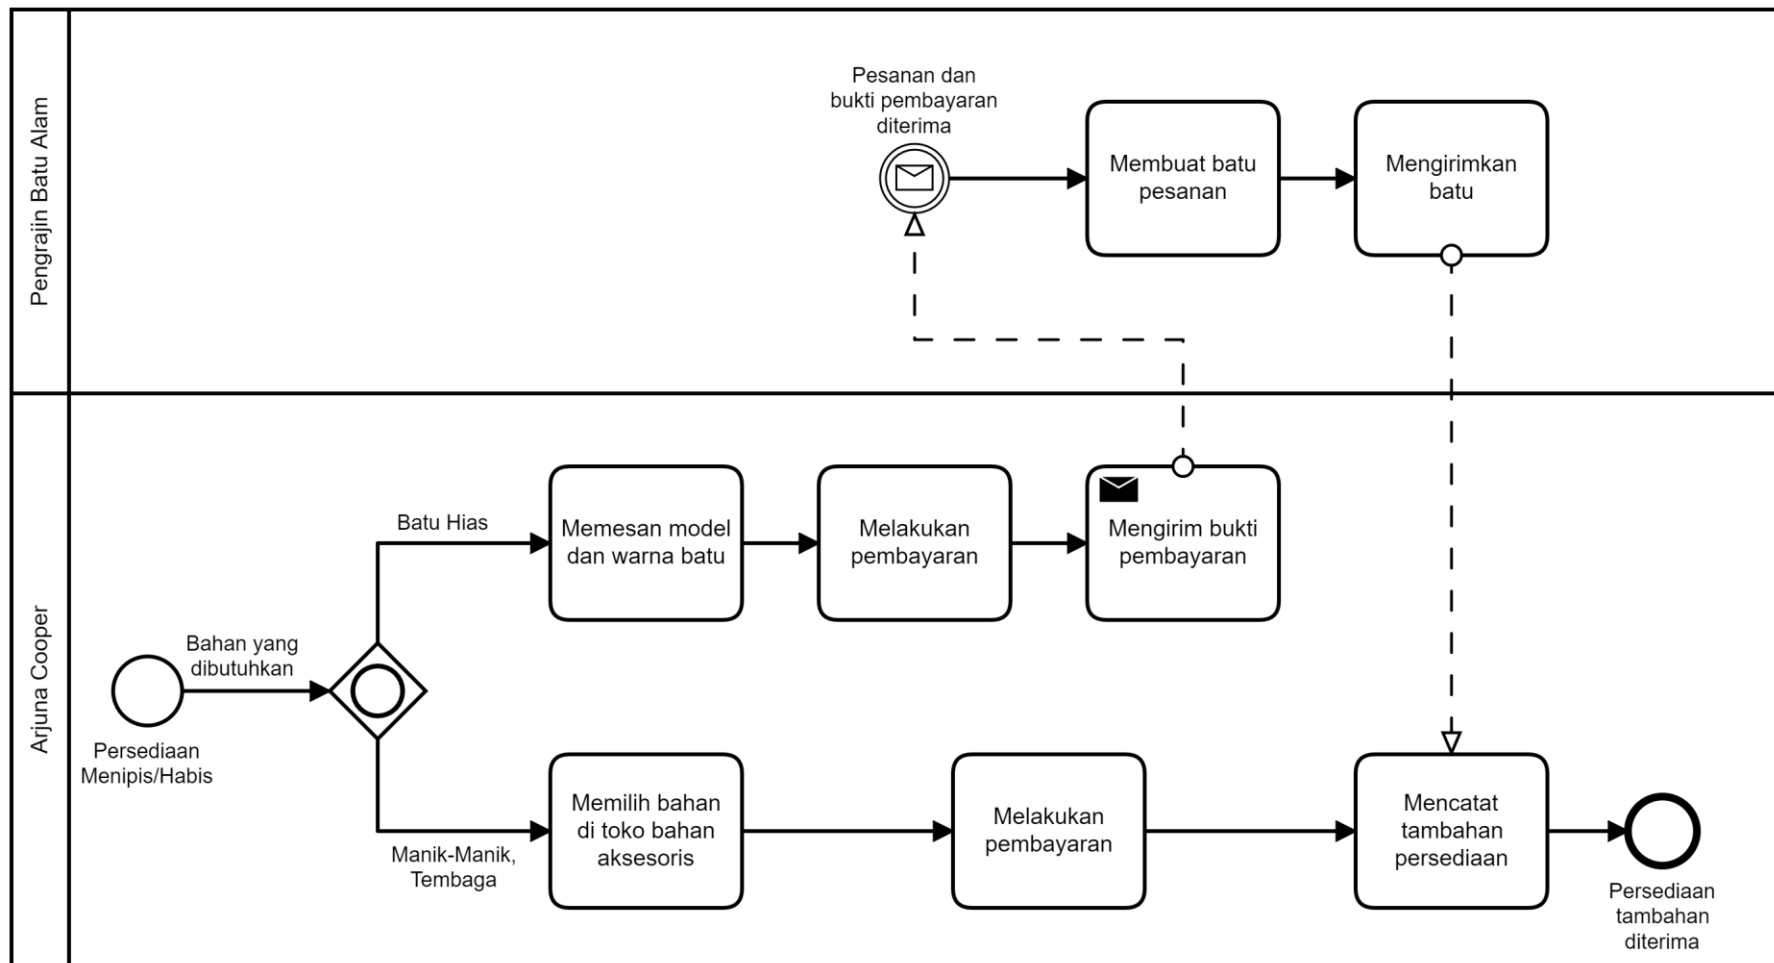 Pengrajin Batu Alam
Pesanan dan
bukti pembayaran
diterima
Membuat batu
pesanan
Mengirimkan
batu
Arjuna Cooper
Persediaan
Menipis/Habis
Bahan yang
dibutuhkan
Batu Hias
Memesan model
dan warna batu
Melakukan
pembayaran
Mengirim bukti
pembayaran
Manik-Manik,
Tembaga
Memilih bahan
di toko bahan
aksesoris
Melakukan
pembayaran
Mencatat
tambahan
persediaan
Persediaan
tambahan
diterima